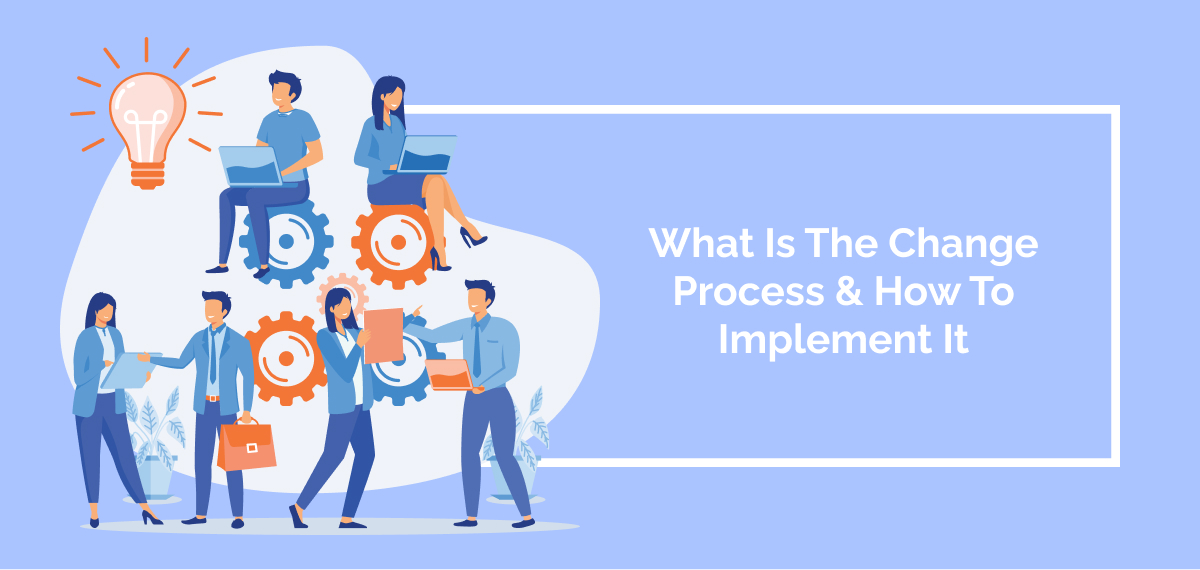 What Is The Change
Process & How To
Implement It